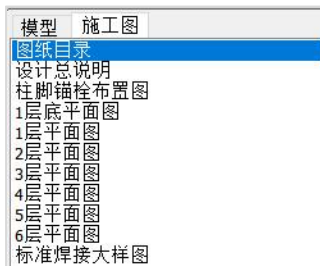 模型 施工图
图纸目录
设计总说明
柱脚锚栓布置图
1层底平面图
1层平面图
2层平面图
3层平面图
4层平面图
5层平面图
6层平面图
标准焊接大样图